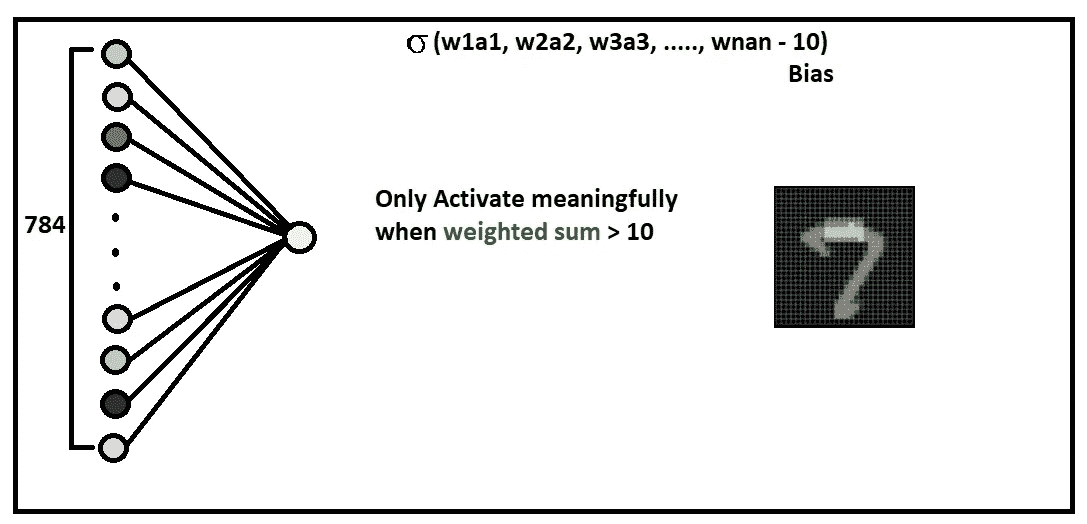 σ (w1a1, w2a2, w3a3, ....., wnan - 10)
Bias
784
Only Activate meaningfully
when weighted sum > 10